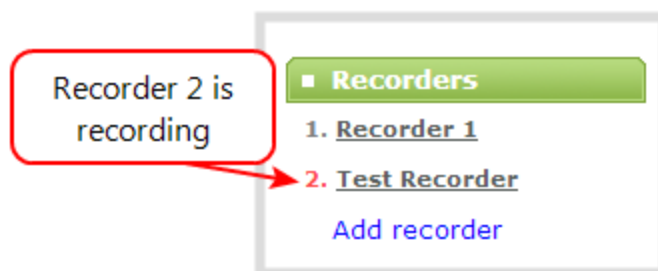 Recorder 2 is
recording
Recorders
1. Recorder 1
2. Test Recorder
Add recorder